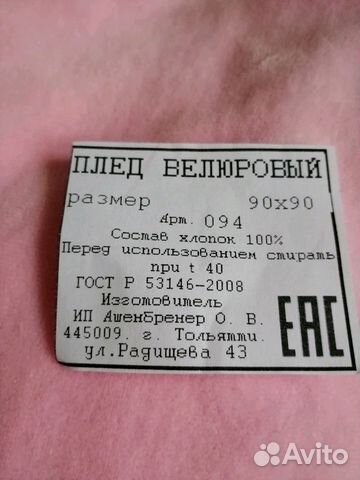 ПЛЕД ВЕЛЮРОВЫЙ
размер 90х90
Арт. 094
Состав хлопок 100%
Перед использованием стирать
при t 40
ГОСТ Р 53146-2008
Изготовитель
ИП АшенБренер О. В.
445009. г. Тольятти.
ул.Радищева 43
EAC
Avito